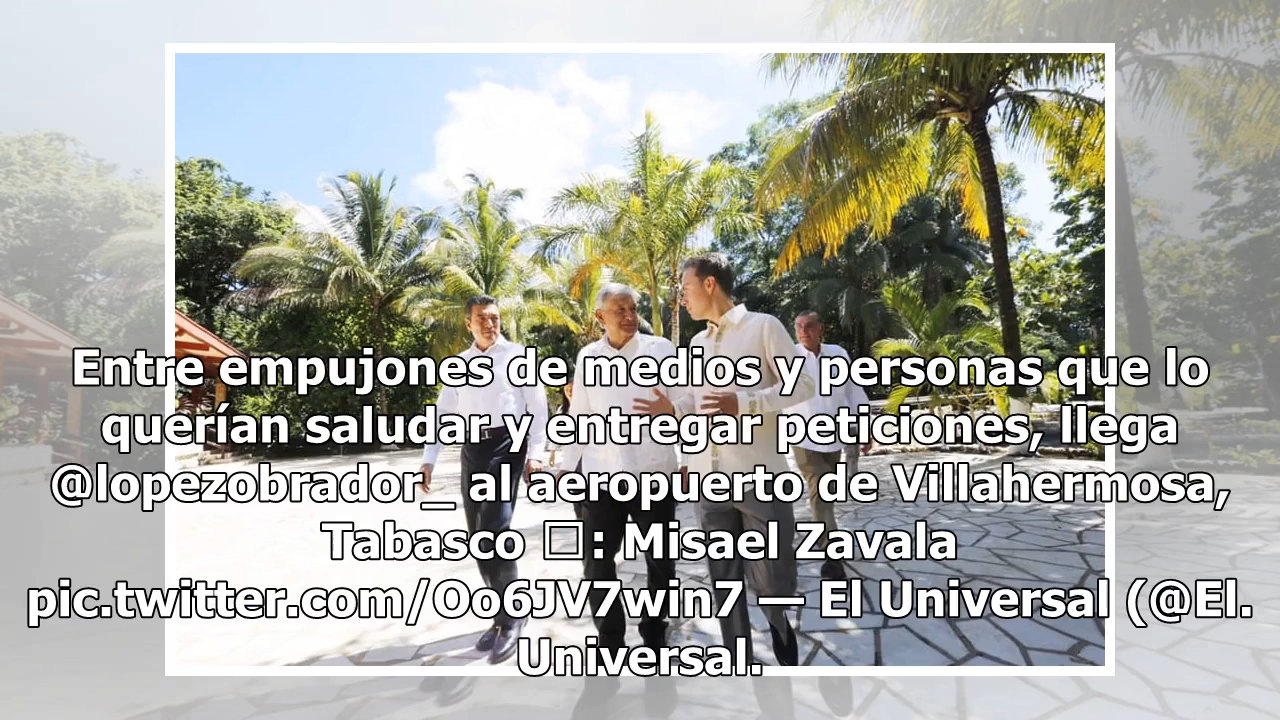 Entre empujones de medios y personas que lo
querían saludar y entregar peticiones, llega
@lopezobrador_ al aeropuerto de Villahermosa,
Tabasco □: Misael Zavala
pic.twitter.com/Oo6JV7win7 — El Universal (@El.
Universal.